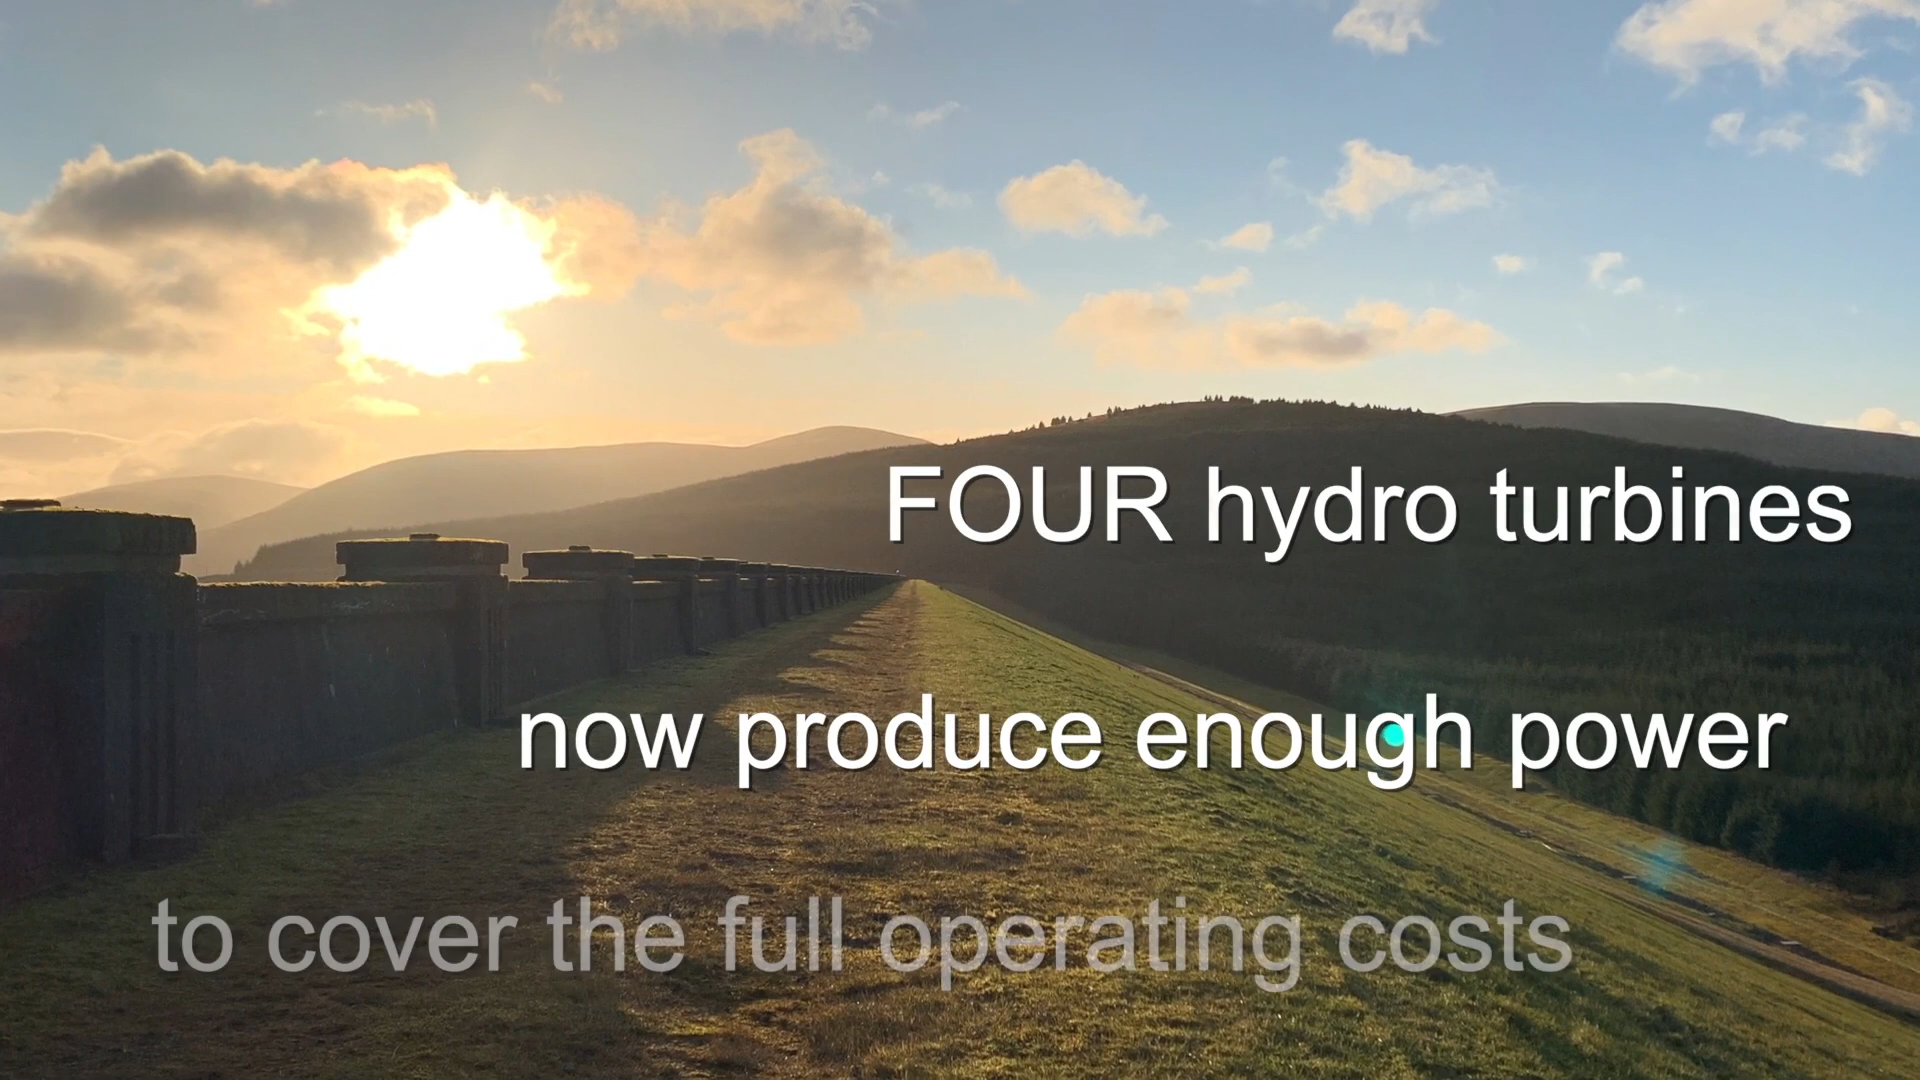 FOUR hydro turbines
now produce enough power
to cover the full operating costs